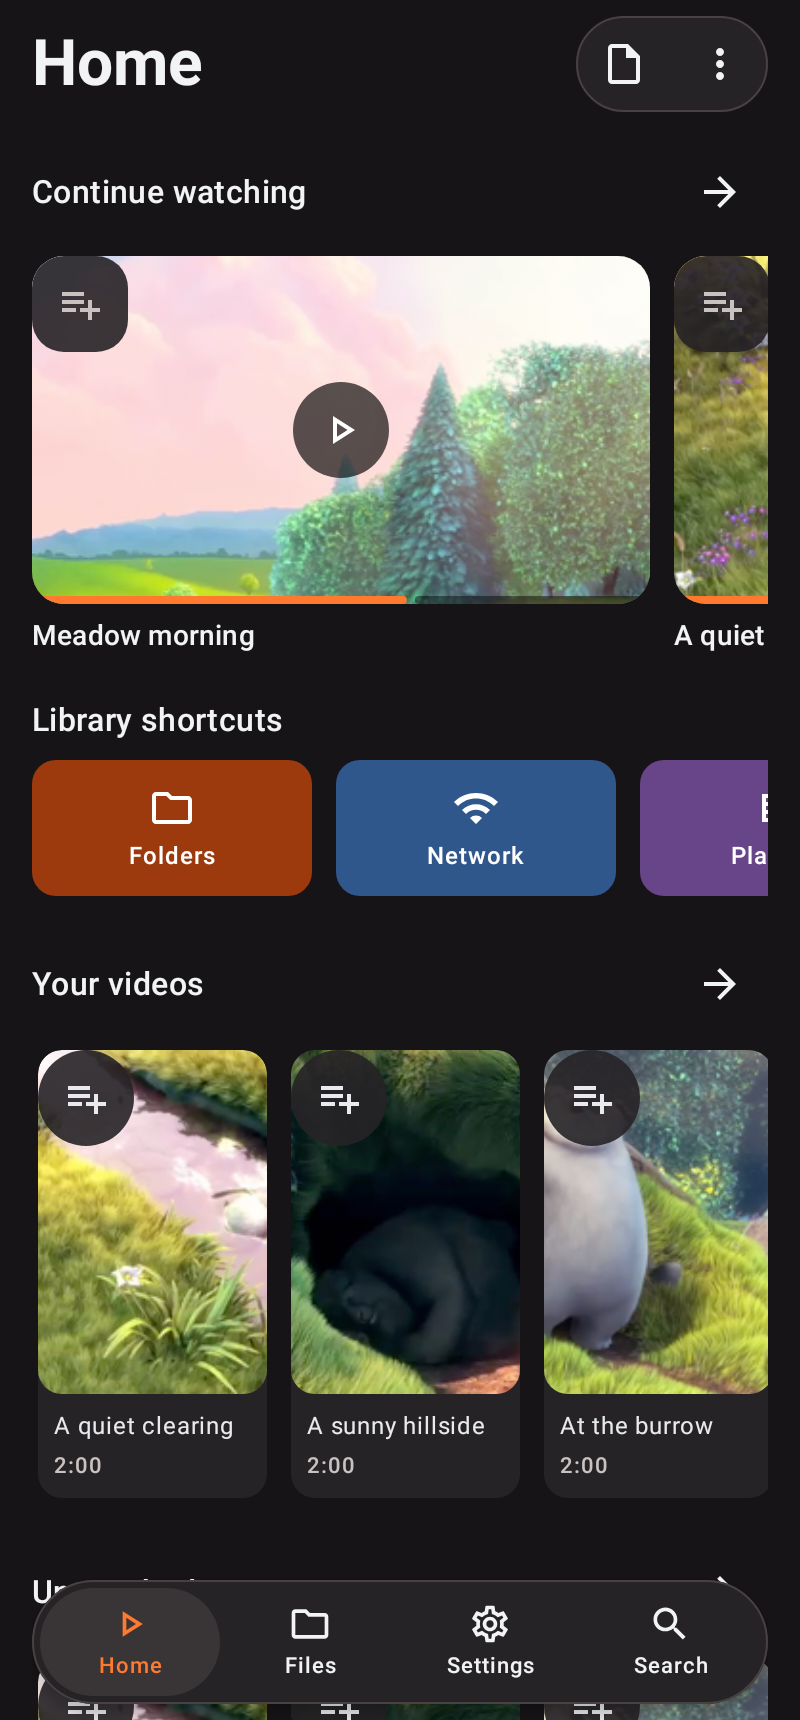 Home
Continue watching
Meadow morning
A quiet
Library shortcuts
Folders
Network
Pla
Your videos
A quiet clearing
2:00
A sunny hillside
2:00
At the burrow
2:00
Home
Files
Settings
Search